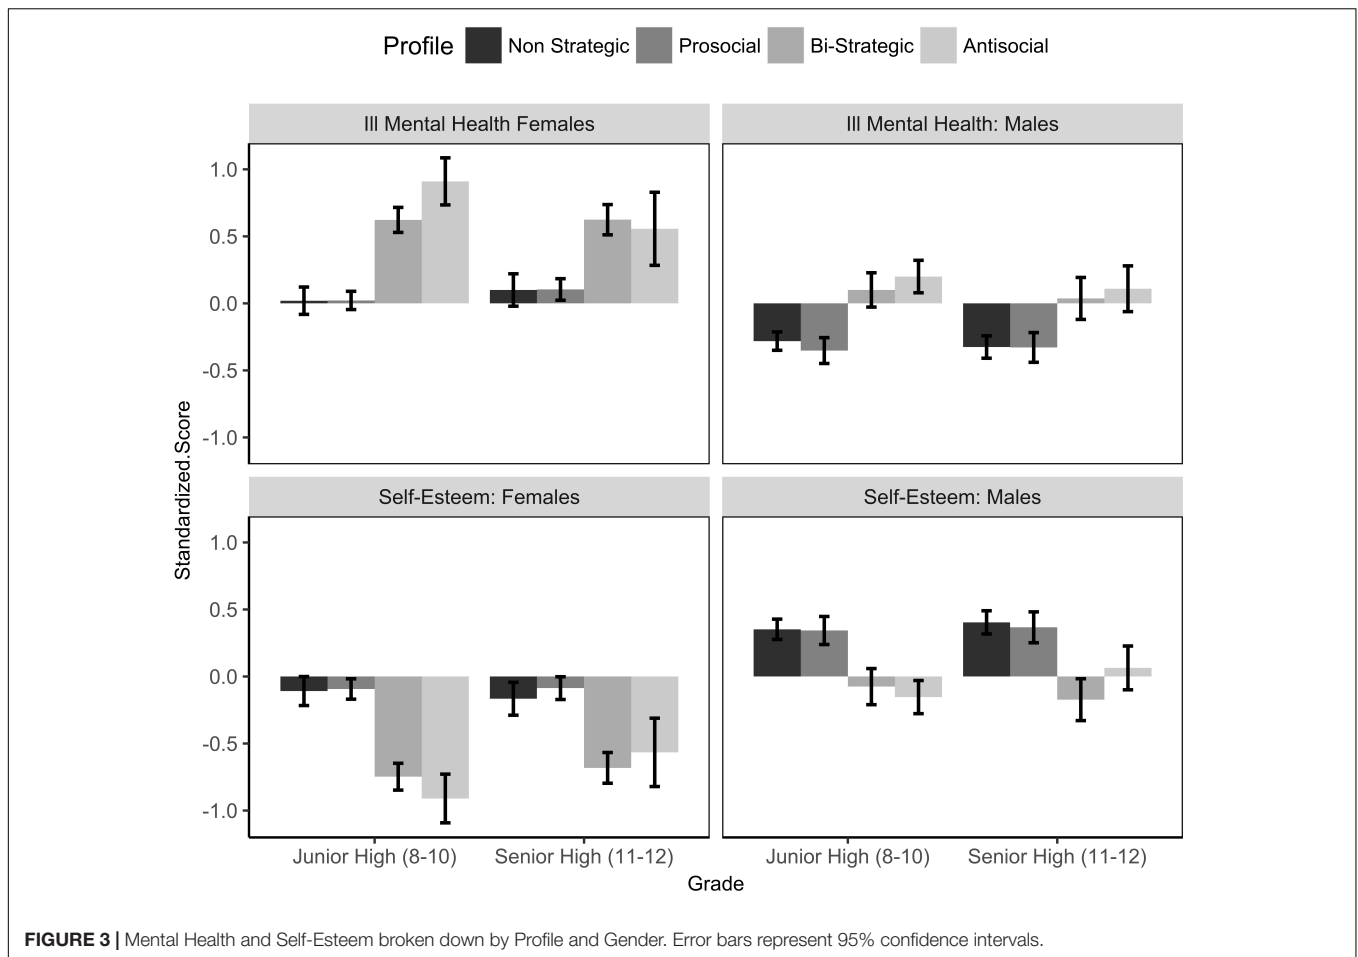 Profile Non Strategic Prosocial Bi-Strategic Antisocial
Ill Mental Health Females
Ill Mental Health: Males
1.0
0.5
0.0
-0.5
-1.0
Standardized.Score
Self-Esteem: Females
Self-Esteem: Males
1.0
0.5
0.0
-0.5
-1.0
Junior High (8-10) Senior High (11-12)
Junior High (8-10) Senior High (11-12)
Grade
FIGURE 3 | Mental Health and Self-Esteem broken down by Profile and Gender. Error bars represent 95% confidence intervals.